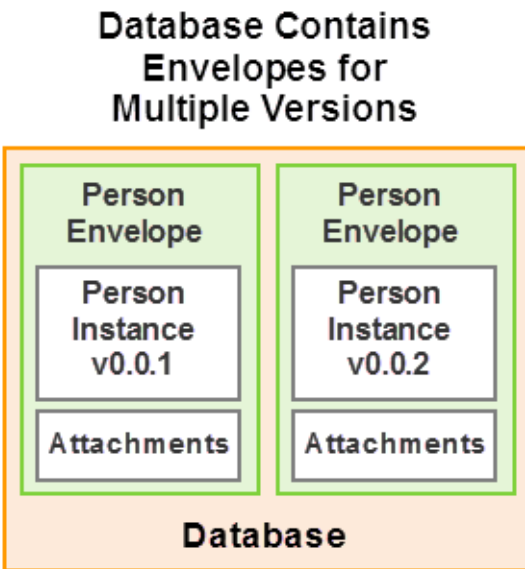 Database Contains
Envelopes for
Multiple Versions
Person
Envelope
Person
Instance
v0.0.1
Attachments
Person
Envelope
Person
Instance
v0.0.2
Attachments
Database